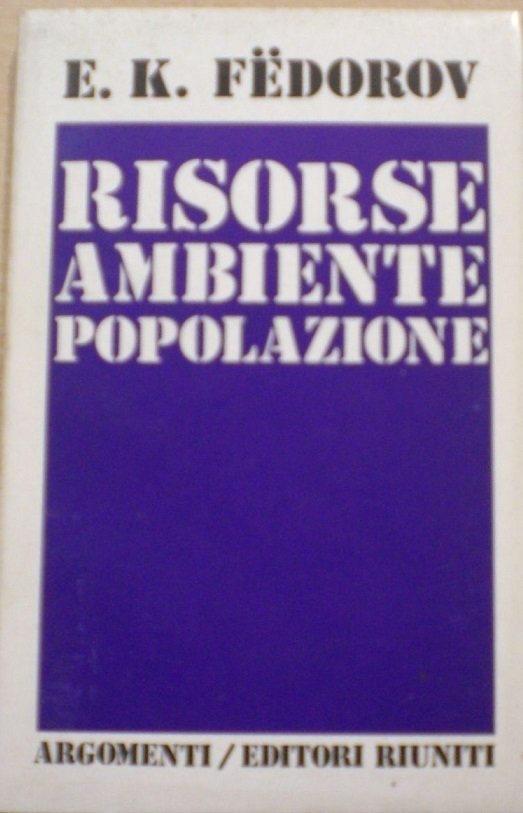 E. K. FËDOROV
RISORSE
AMBIENTE
POPOLAZIONE
ARGOMENTI / EDITORI RIUNITI